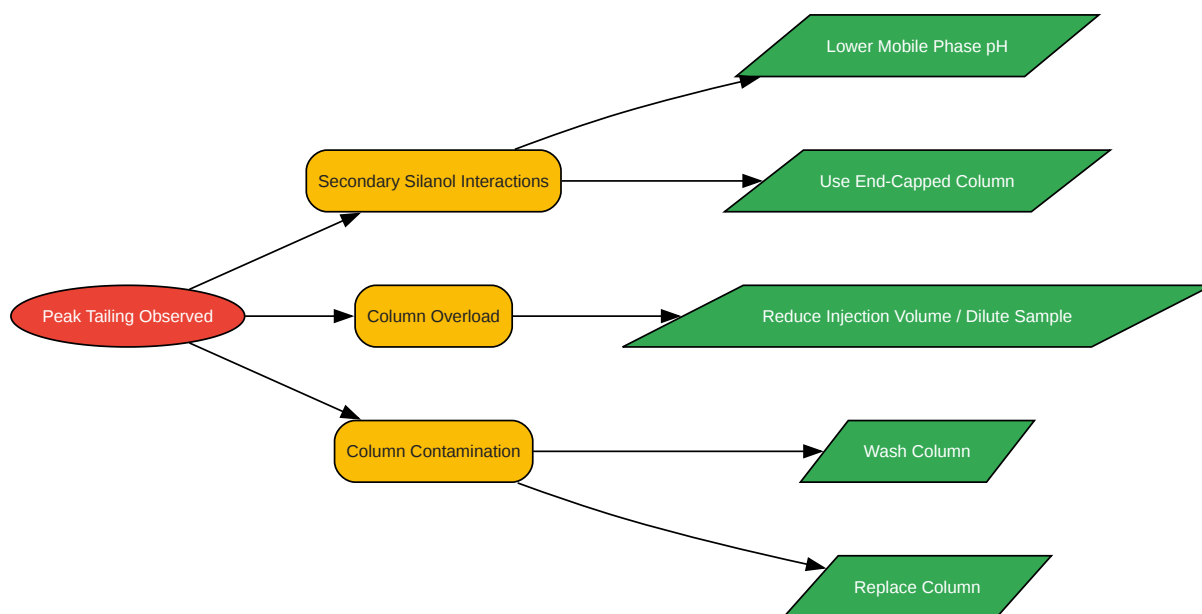 Lower Mobile Phase pH
Secondary Silanol Interactions
Use End-Capped Column
Peak Tailing Observed
Column Overload
Reduce Injection Volume / Dilute Sample
Column Contamination
Wash Column
Replace Column